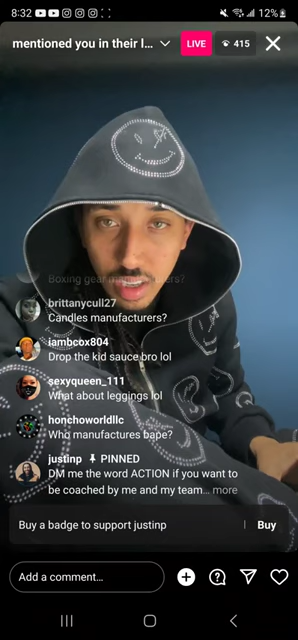 8:32
12%
mentioned you in their l...
LIVE
415
Boxing gear manufacturers?
brittanycull27
Candles manufacturers?
iambcox804
Drop the kid sauce bro lol
sexyqueen_111
What about leggings lol
honchoworldllc
Who manufactures bape?
justinp PINNED
DM me the word ACTION if you want
to be coached by me and my team... more
Buy a badge to support justinp
Buy
Add a comment...